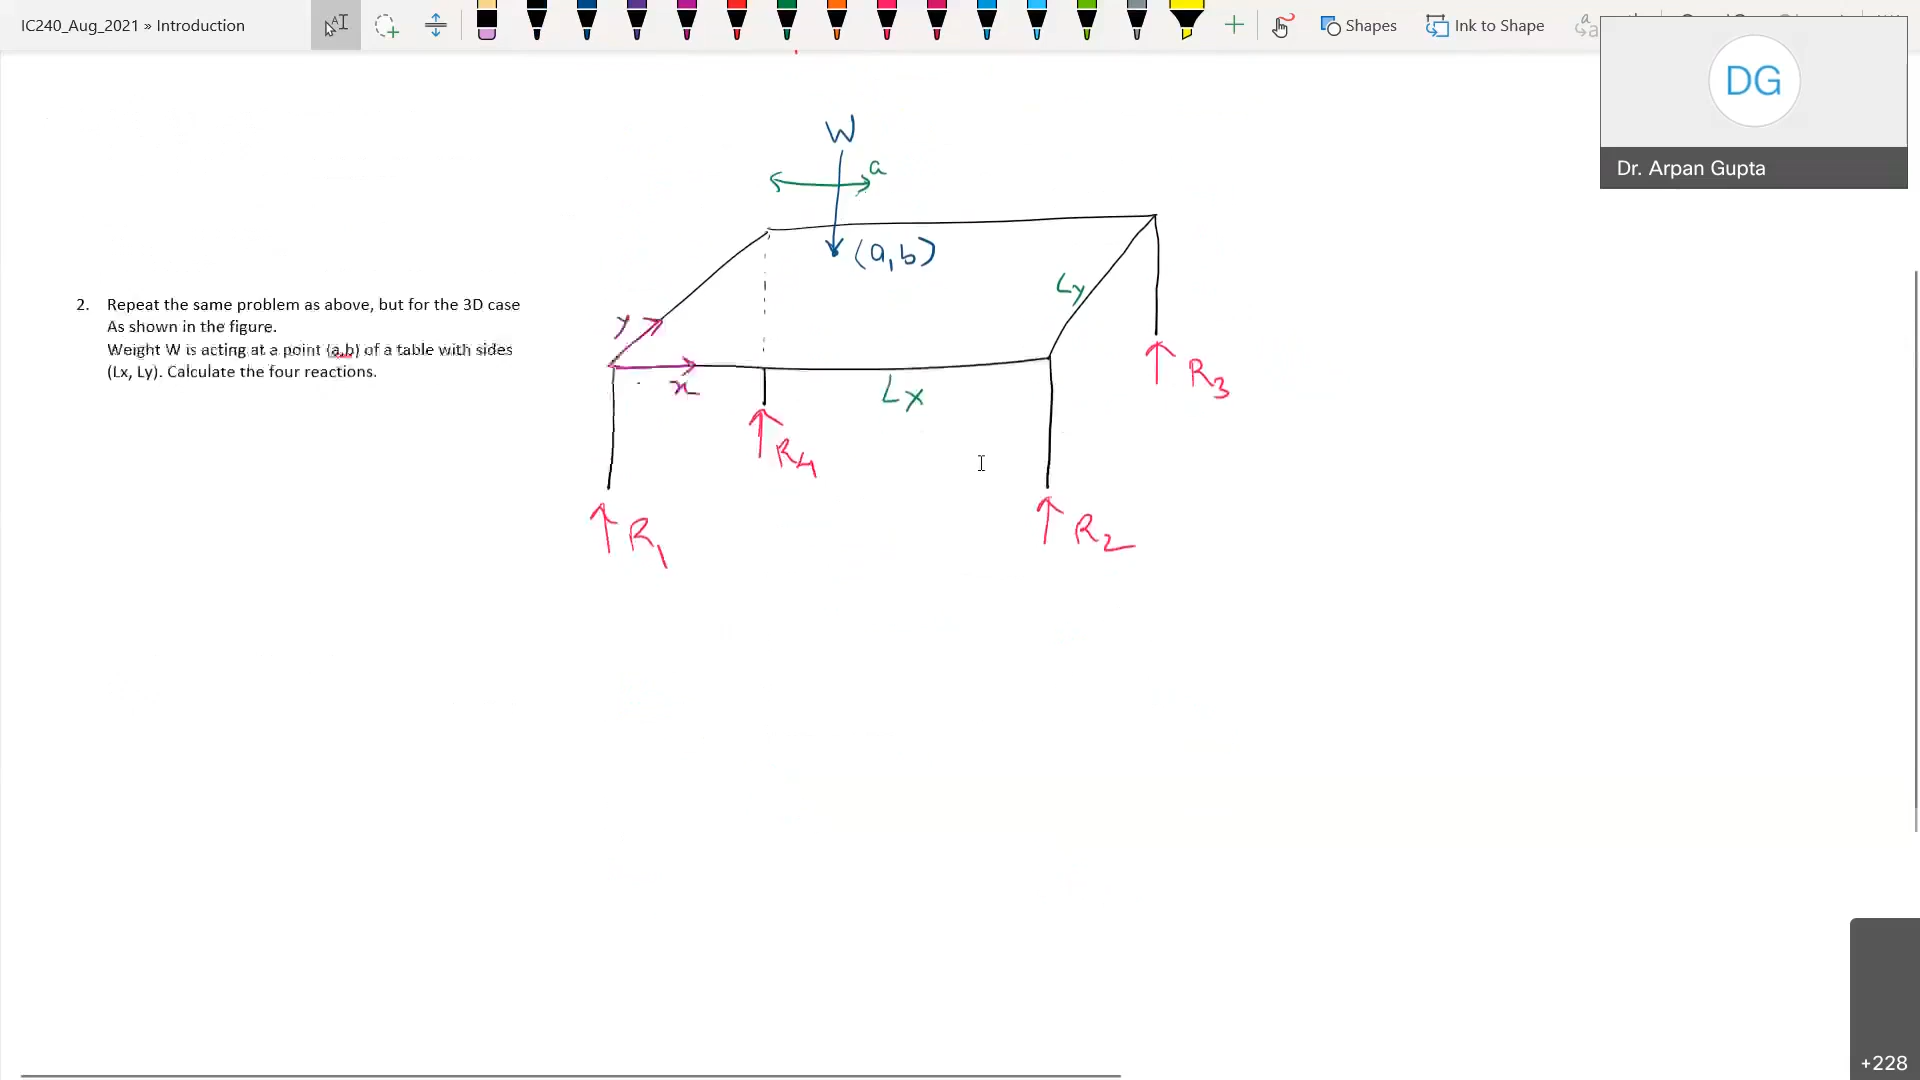 IC240_Aug_2021 » Introduction
Shapes
Ink to Shape
DG
Dr. Arpan Gupta
W
a
(a,b)
Ly
2. Repeat the same problem as above, but for the 3D case
As shown in the figure.
Weight W is acting at a point (a,b) of a table with sides
(Lx, Ly). Calculate the four reactions.
y
x
Lx
R3
R4
R1
R2
+228